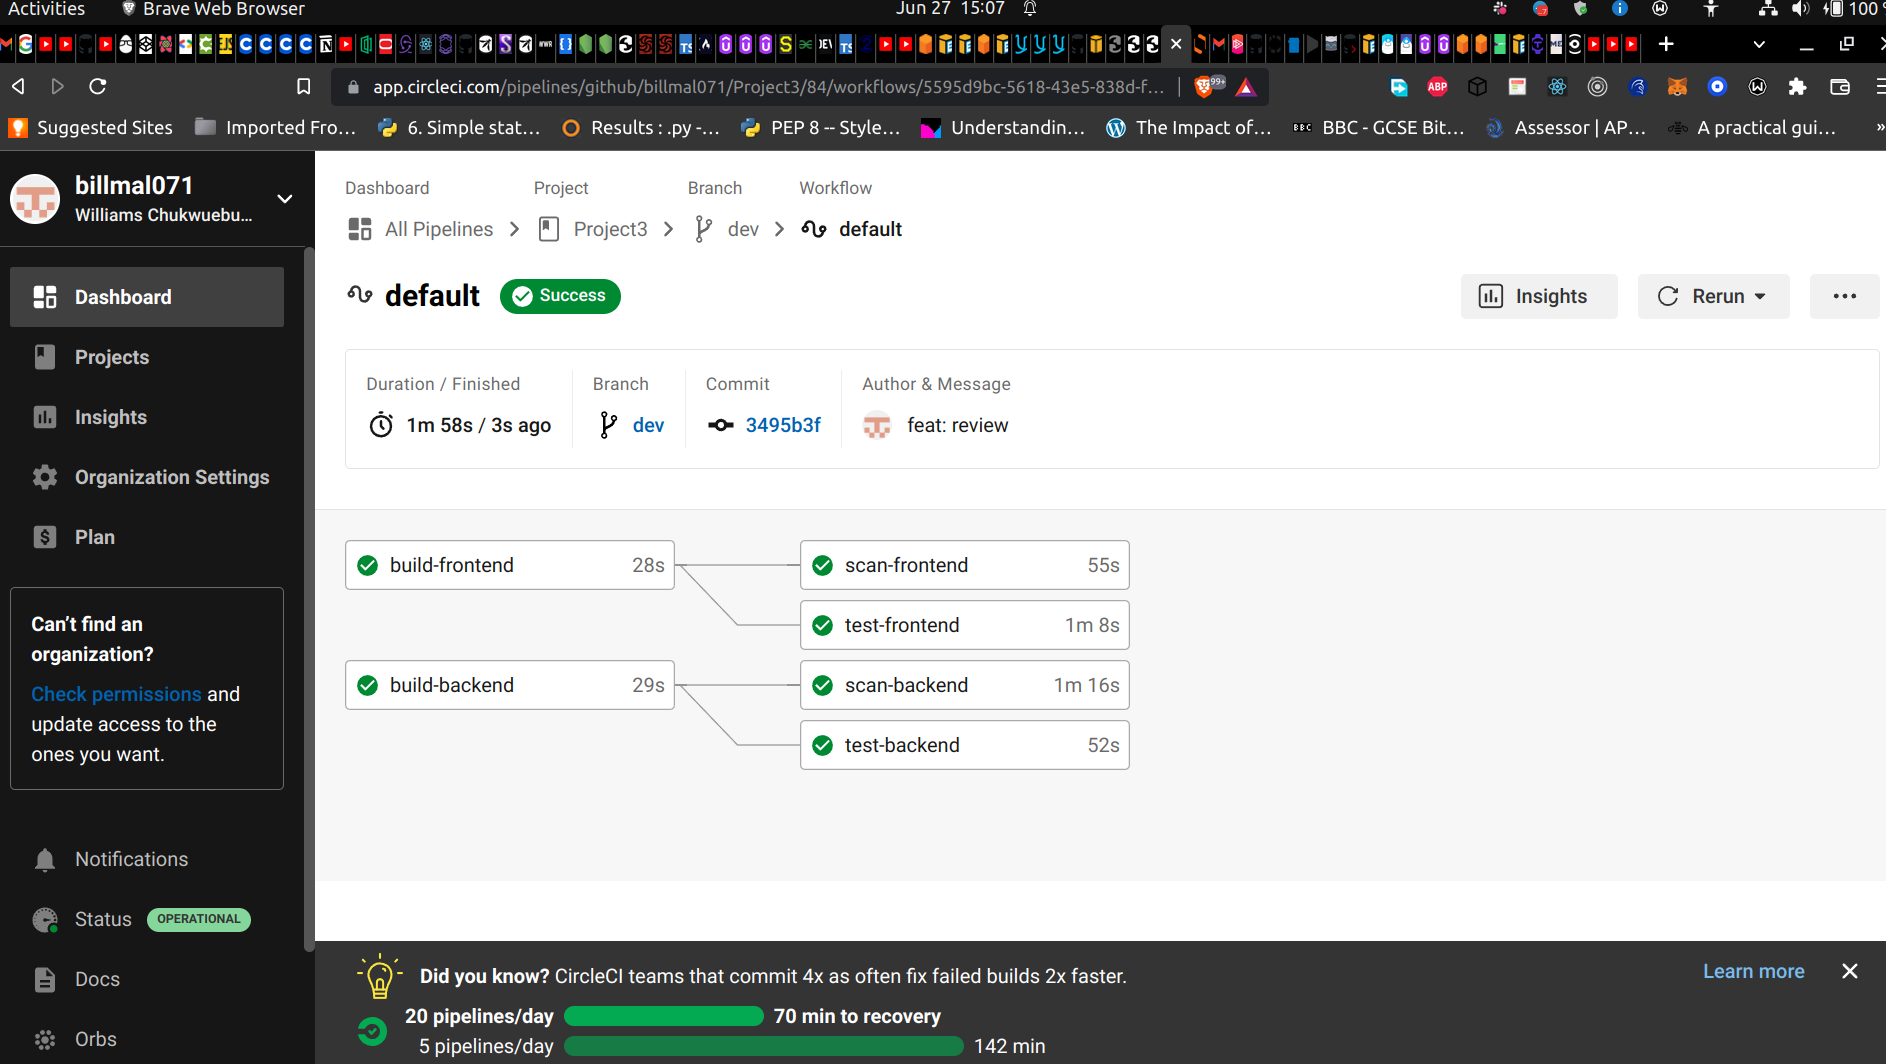 Activities
Brave Web Browser
Jun 27 15:07
100
app.circleci.com/pipelines/github/billmal071/Project3/84/workflows/5595d9bc-5618-43e5-838d-f...
99+
ABP
Suggested Sites
Imported Fro...
6. Simple stat...
Results : .py -...
PEP 8 -- Style...
Understandin...
The Impact of...
BBC
BBC - GCSE Bit...
Assessor | AP...
A practical gui...
»
billmal071
Williams Chukwuebu...
Dashboard
Projects
Insights
Organization Settings
Plan
Can't find an
organization?
Check permissions and
update access to the
ones you want.
Notifications
Status OPERATIONAL
Docs
Orbs
Dashboard Project Branch Workflow
All Pipelines Project3 dev default
default Success
Insights
Rerun
Duration / Finished
1m 58s / 3s ago
Branch
dev
Commit
3495b3f
Author & Message
feat: review
build-frontend 28s
scan-frontend 55s
test-frontend 1m 8s
build-backend 29s
scan-backend 1m 16s
test-backend 52s
Did you know? CircleCI teams that commit 4x as often fix failed builds 2x faster.
Learn more
20 pipelines/day 70 min to recovery
5 pipelines/day 142 min